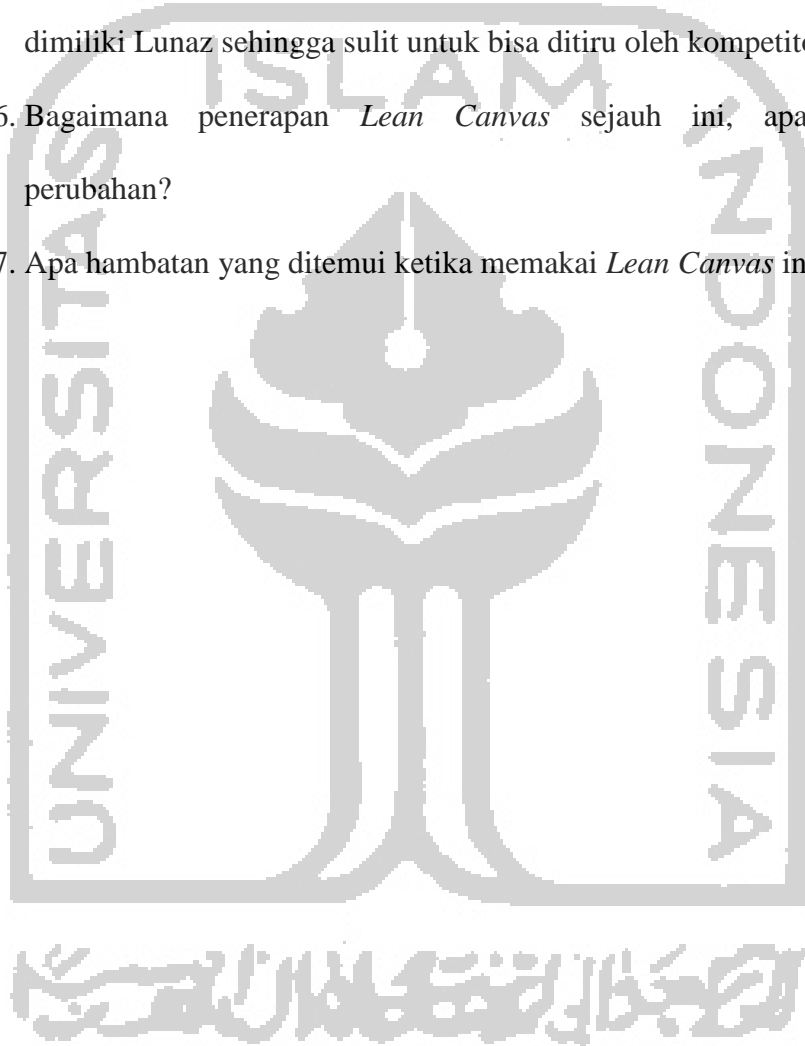 dimiliki Lunaz sehingga sulit untuk bisa ditiru oleh kompetit
6. Bagaimana penerapan Lean Canvas sejauh ini, apa
perubahan?
7. Apa hambatan yang ditemui ketika memakai Lean Canvas in
ISLAM
UNIVERSITAS
INDONESIA